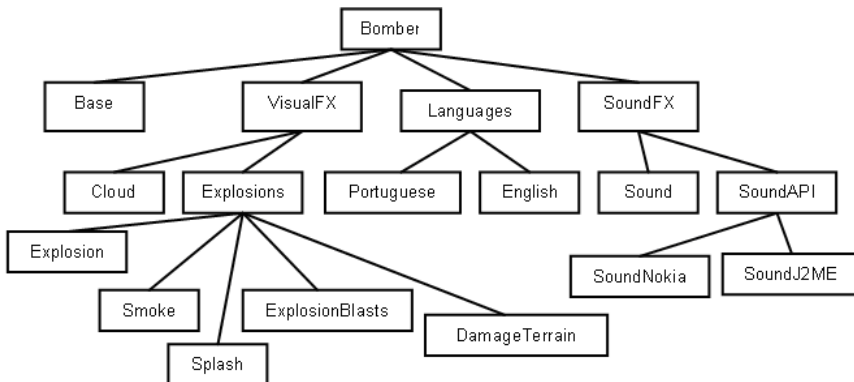 Bomber
Base
VisualFX
Languages
SoundFX
Cloud
Explosions
Portuguese
English
Sound
SoundAPI
Explosion
SoundNokia
SoundJ2ME
Smoke
ExplosionBlasts
DamageTerrain
Splash